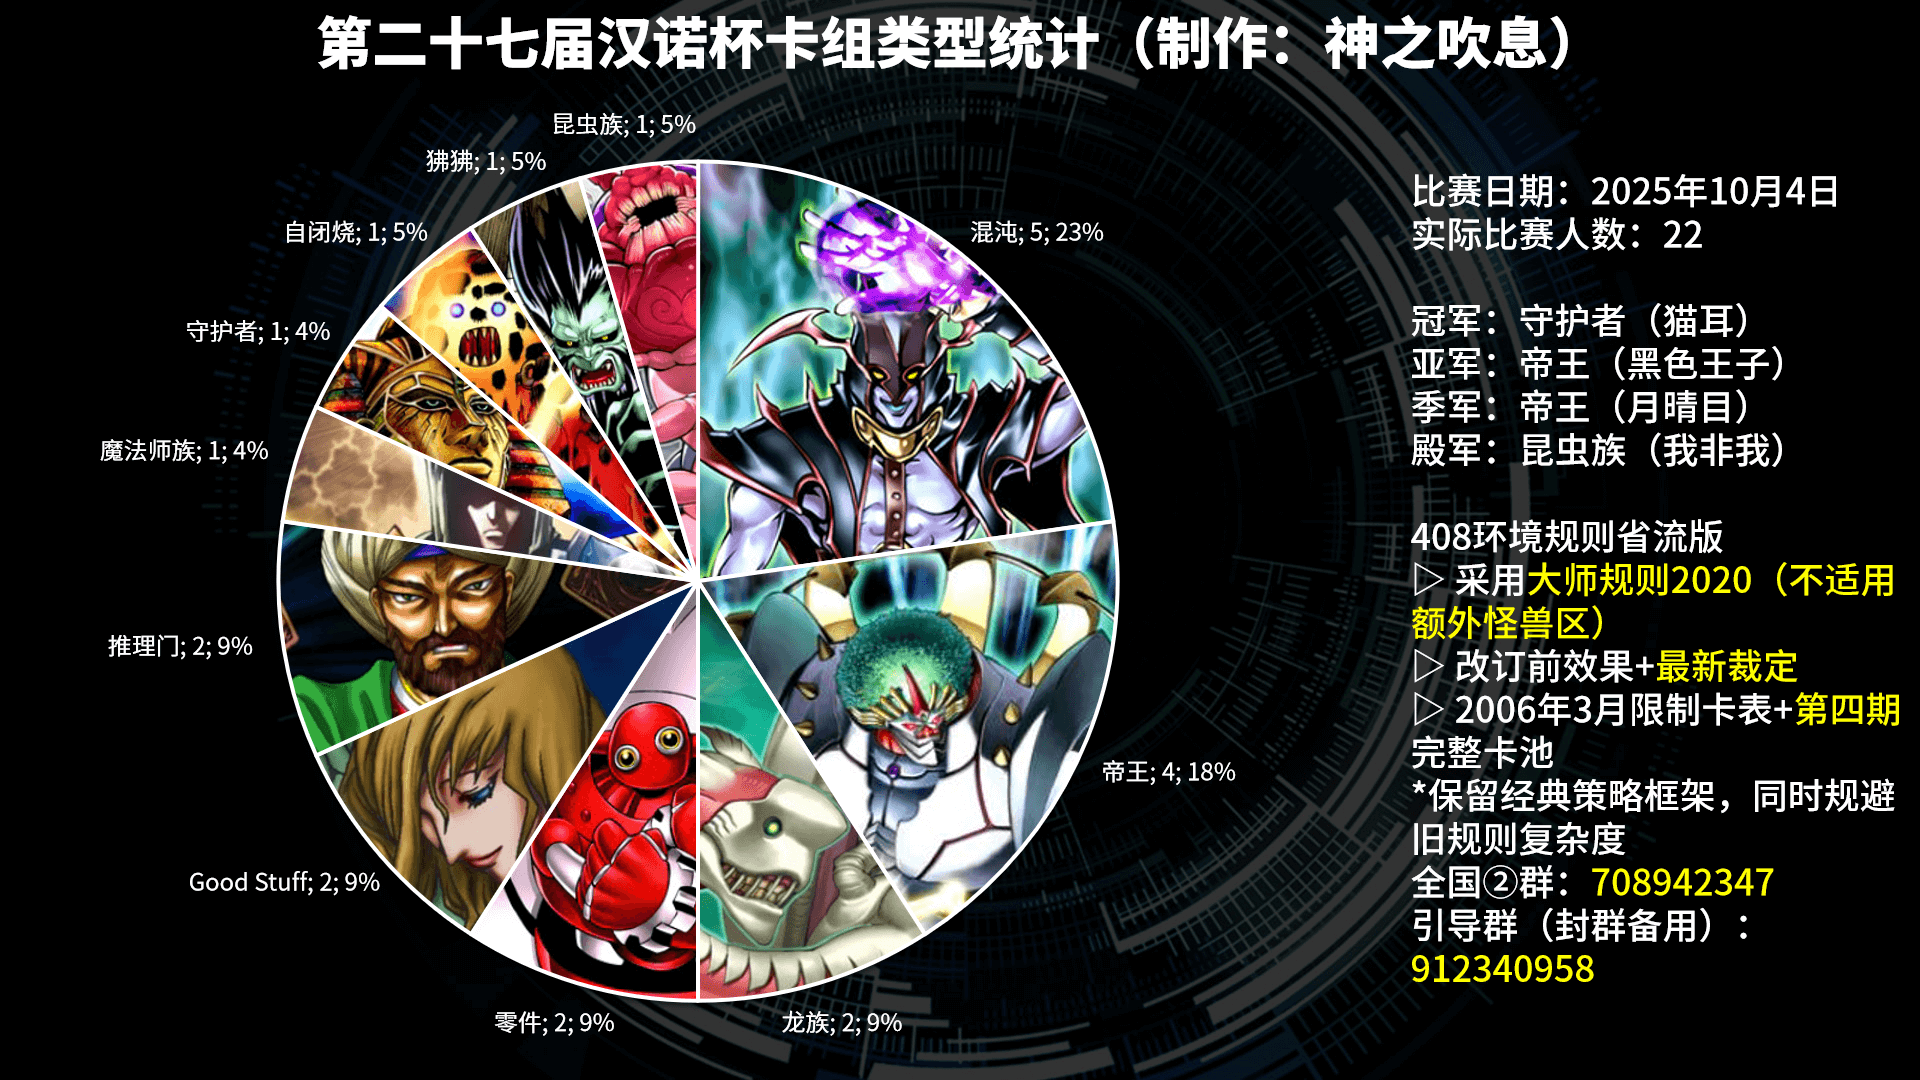 第二十七届汉诺杯卡组类型统计（制作：神之吹息）
昆虫族; 1; 5%
狒狒; 1; 5%
自闭烧; 1; 5%
混沌; 5; 23%
守护者; 1; 4%
魔法师族; 1; 4%
推理门; 2; 9%
帝王; 4; 18%
Good Stuff; 2; 9%
零件; 2; 9%
龙族; 2; 9%
比赛日期：2025年10月4日
实际比赛人数：22
冠军：守护者（猫耳）
亚军：帝王（黑色王子）
季军：帝王（月晴目）
殿军：昆虫族（我非我）
408环境规则省流版
▷ 采用大师规则2020（不适用
额外怪兽区）
▷ 改订前效果+最新裁定
▷ 2006年3月限制卡表+第四期
完整卡池
*保留经典策略框架，同时规避
旧规则复杂度
全国②群：708942347
引导群（封群备用）：
912340958